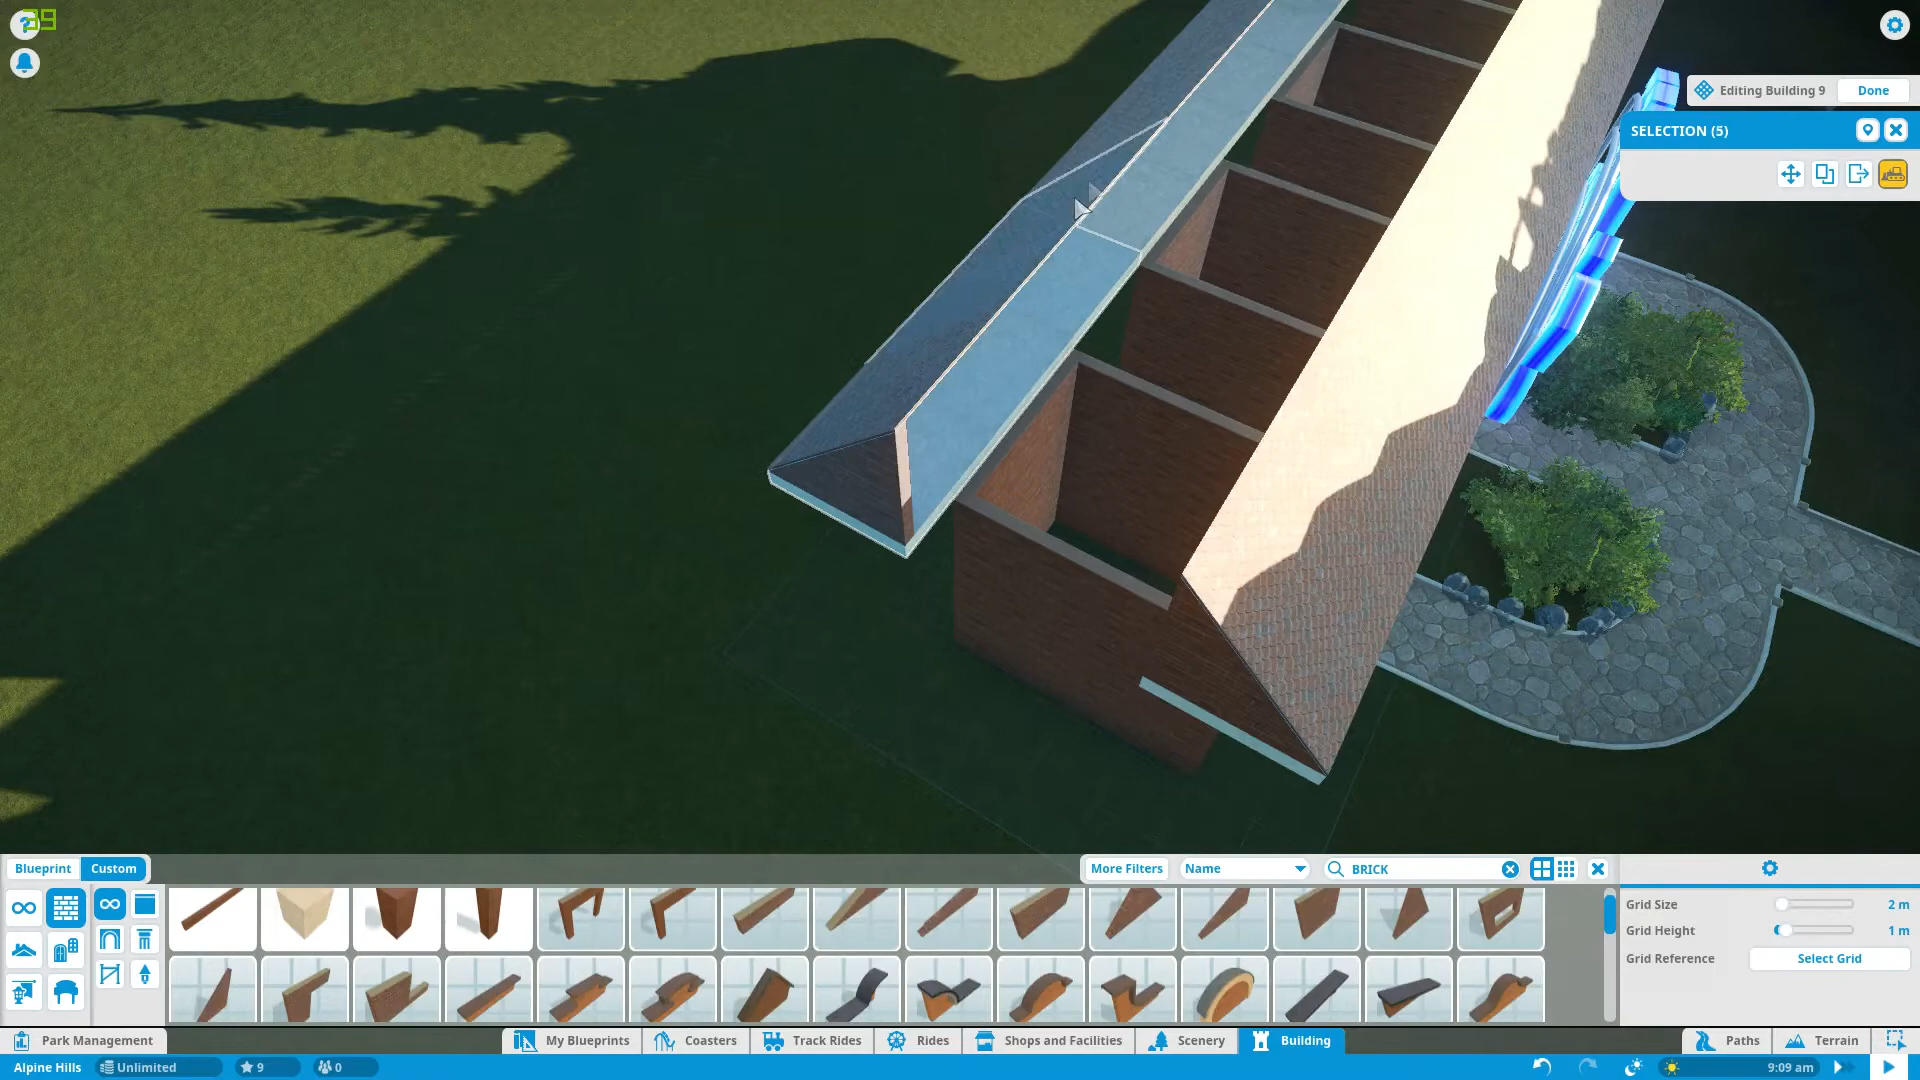 39
?
Editing Building 9 Done
SELECTION (5)
Blueprint Custom
More Filters Name BRICK
Grid Size 2 m
Grid Height 1 m
Grid Reference Select Grid
Park Management My Blueprints Coasters Track Rides Rides Shops and Facilities Scenery Building Paths Terrain
Alpine Hills Unlimited 9 0 9:09 am